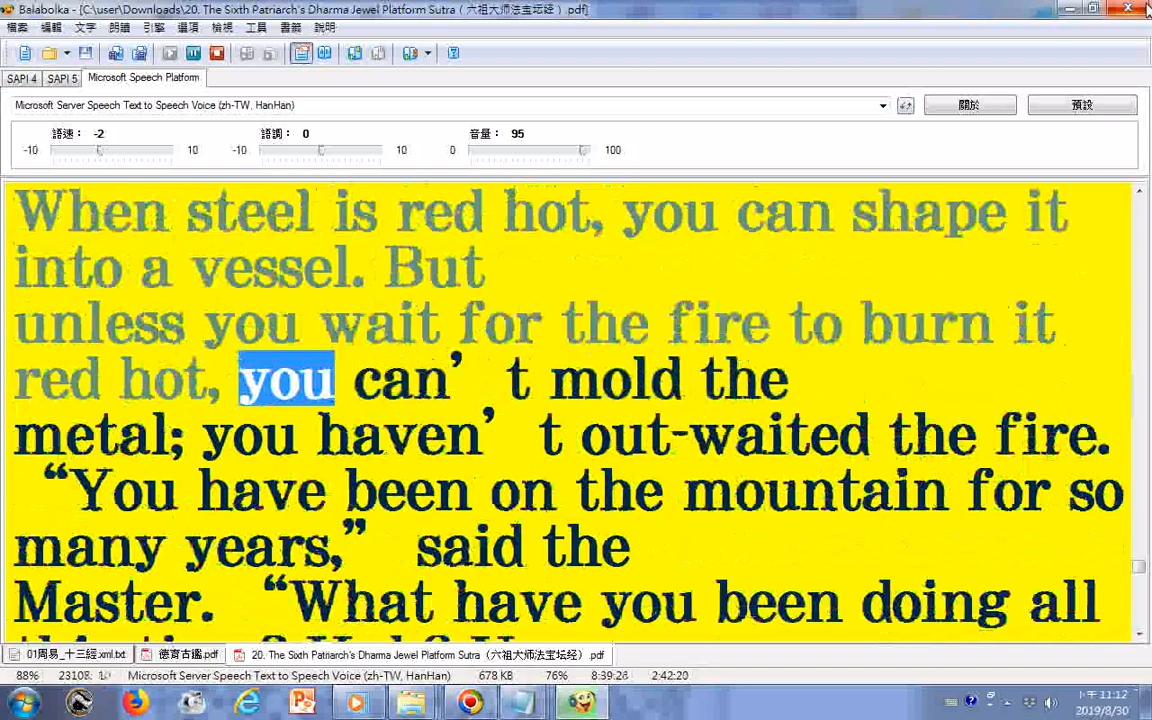 Balabolka - [C:\user\Downloads\20. The Sixth Patriarch's Dharma Jewel Platform Sutra（六祖大师法宝坛经）.pdf]
檔案 編輯 文字 朗讀 引擎 選項 檢視 工具 書籤 說明
SAPI 4 SAPI 5 Microsoft Speech Platform
Microsoft Server Speech Text to Speech Voice (zh-TW, HanHan) 關於 預設
語速： -2 語調： 0 音量： 95
-10 10 -10 10 0 100
When steel is red hot, you can shape it
into a vessel. But
unless you wait for the fire to burn it
red hot, you can’t mold the
metal; you haven’t out-waited the fire.
“You have been on the mountain for so
many years,” said the
Master. “What have you been doing all
01周易_十三經.xml.txt 德育古鑑.pdf 20. The Sixth Patriarch's Dharma Jewel Platform Sutra（六祖大师法宝坛经）.pdf
88% Microsoft Server Speech Text to Speech Voice (zh-TW, HanHan) 678 KB 76% 8:39:28 2:42:20
下午 11:12
2019/8/30